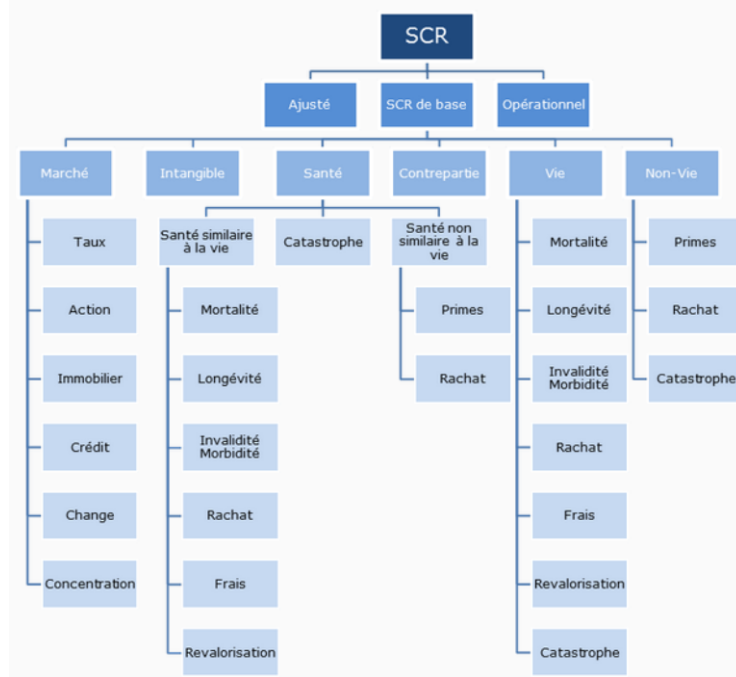 SCR
Ajusté
SCR de base
Opérationnel
Marché
Intangible
Santé
Contrepartie
Vie
Non-Vie
Taux
Action
Immobilier
Crédit
Change
Concentration
Santé similaire
à la vie
Mortalité
Longévité
Invalidité
Morbidité
Rachat
Frais
Revalorisation
Catastrophe
Santé non
similaire à la
vie
Primes
Rachat
Mortalité
Longévité
Invalidité
Morbidité
Rachat
Frais
Revalorisation
Catastrophe
Primes
Rachat
Catastrophe